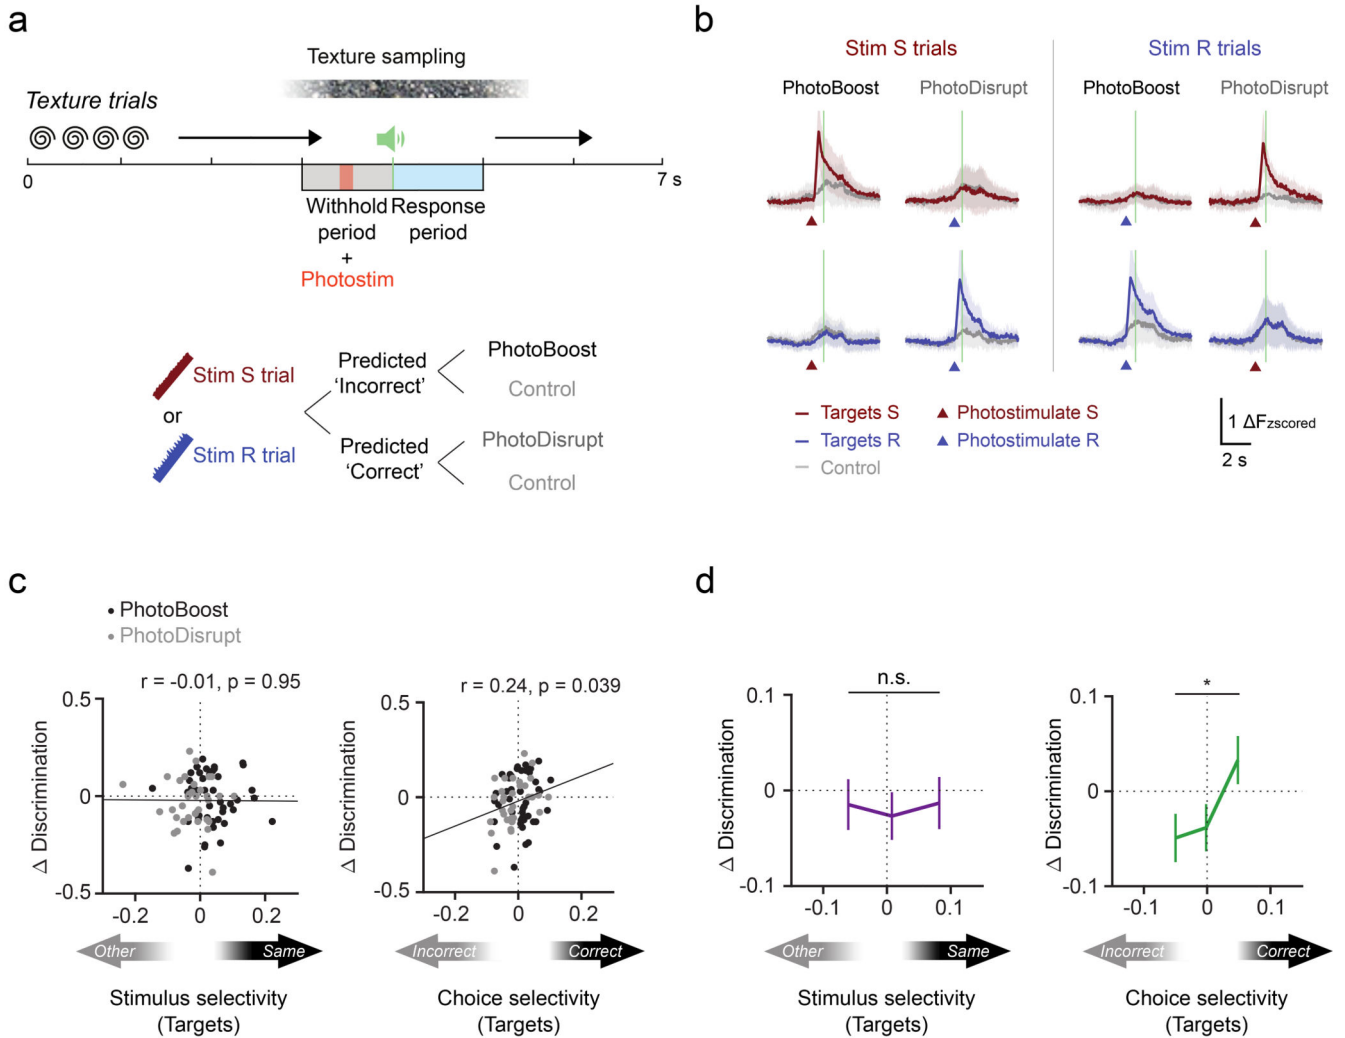 a
Texture sampling
Texture trials
0
7 s
Withhold period
Response period
+
Photostim
Stim S trial
or
Stim R trial
Predicted
'Incorrect'
PhotoBoost
Control
Predicted
'Correct'
PhotoDisrupt
Control
b
Stim S trials
Stim R trials
PhotoBoost
PhotoDisrupt
PhotoBoost
PhotoDisrupt
Targets S
Photostimulate S
Targets R
Photostimulate R
Control
1 ΔFzscored
2 s
c
PhotoBoost
PhotoDisrupt
r = -0.01, p = 0.95
0.5
0
-0.5
Δ Discrimination
-0.2 0 0.2
Other
Same
Stimulus selectivity
(Targets)
r = 0.24, p = 0.039
0.5
0
-0.5
Δ Discrimination
-0.2 0 0.2
Incorrect
Correct
Choice selectivity
(Targets)
d
n.s.
0.1
0
-0.1
Δ Discrimination
-0.1 0 0.1
Other
Same
Stimulus selectivity
(Targets)
*
0.1
0
-0.1
Δ Discrimination
-0.1 0 0.1
Incorrect
Correct
Choice selectivity
(Targets)